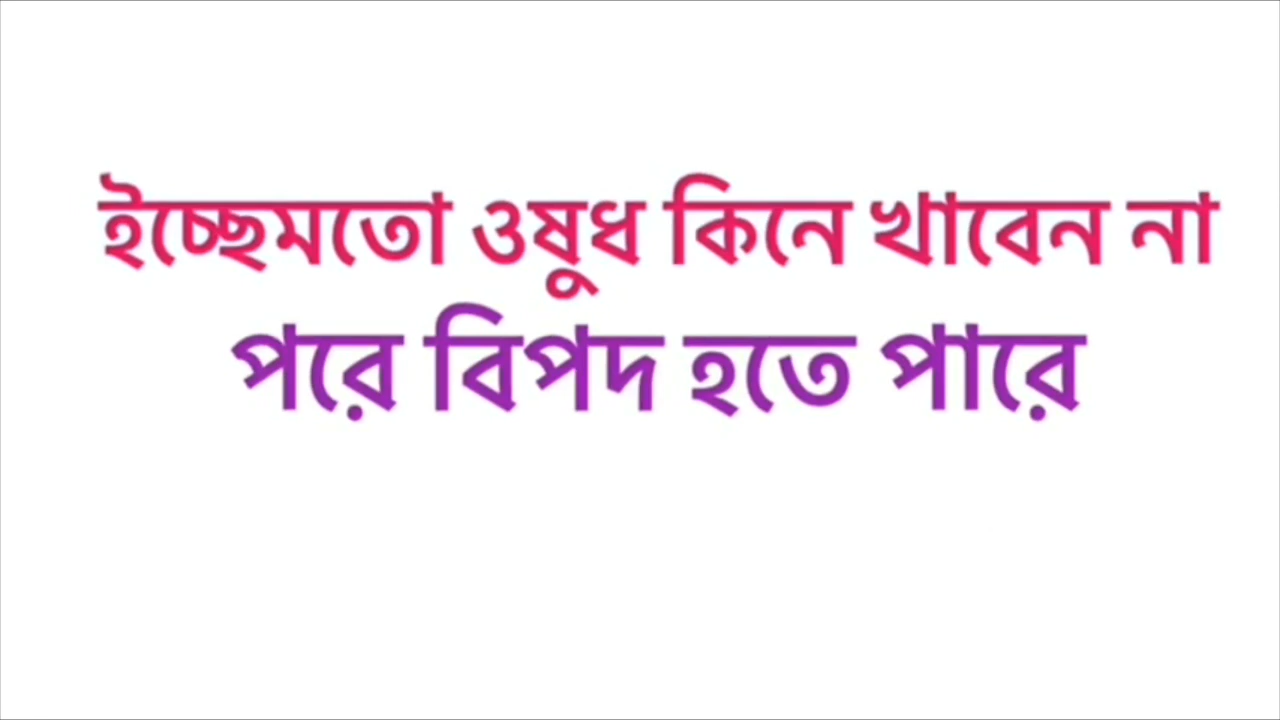 ইচ্ছেমতো ওষুধ কিনে খাবেন না
পরে বিপদ হতে পারে